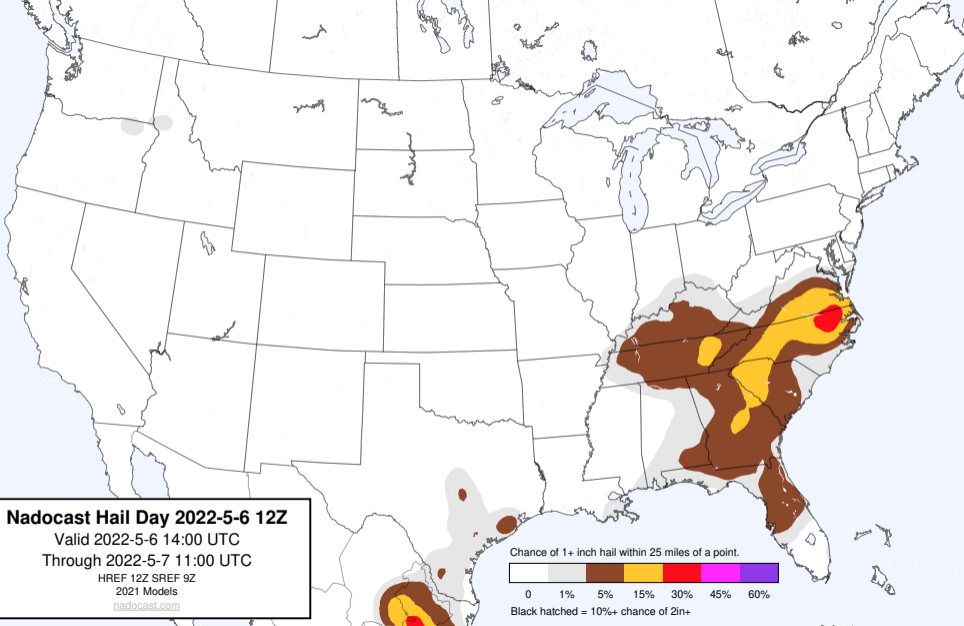 Nadocast Hail Day 2022-5-6 12Z
Valid 2022-5-6 14:00 UTC
Through 2022-5-7 11:00 UTC
HREF 12Z SREF 9Z
2021 Models
nadocast.com
Chance of 1+ inch hail within 25 miles of a point.
0 1% 5% 15% 30% 45% 60%
Black hatched = 10%+ chance of 2in+